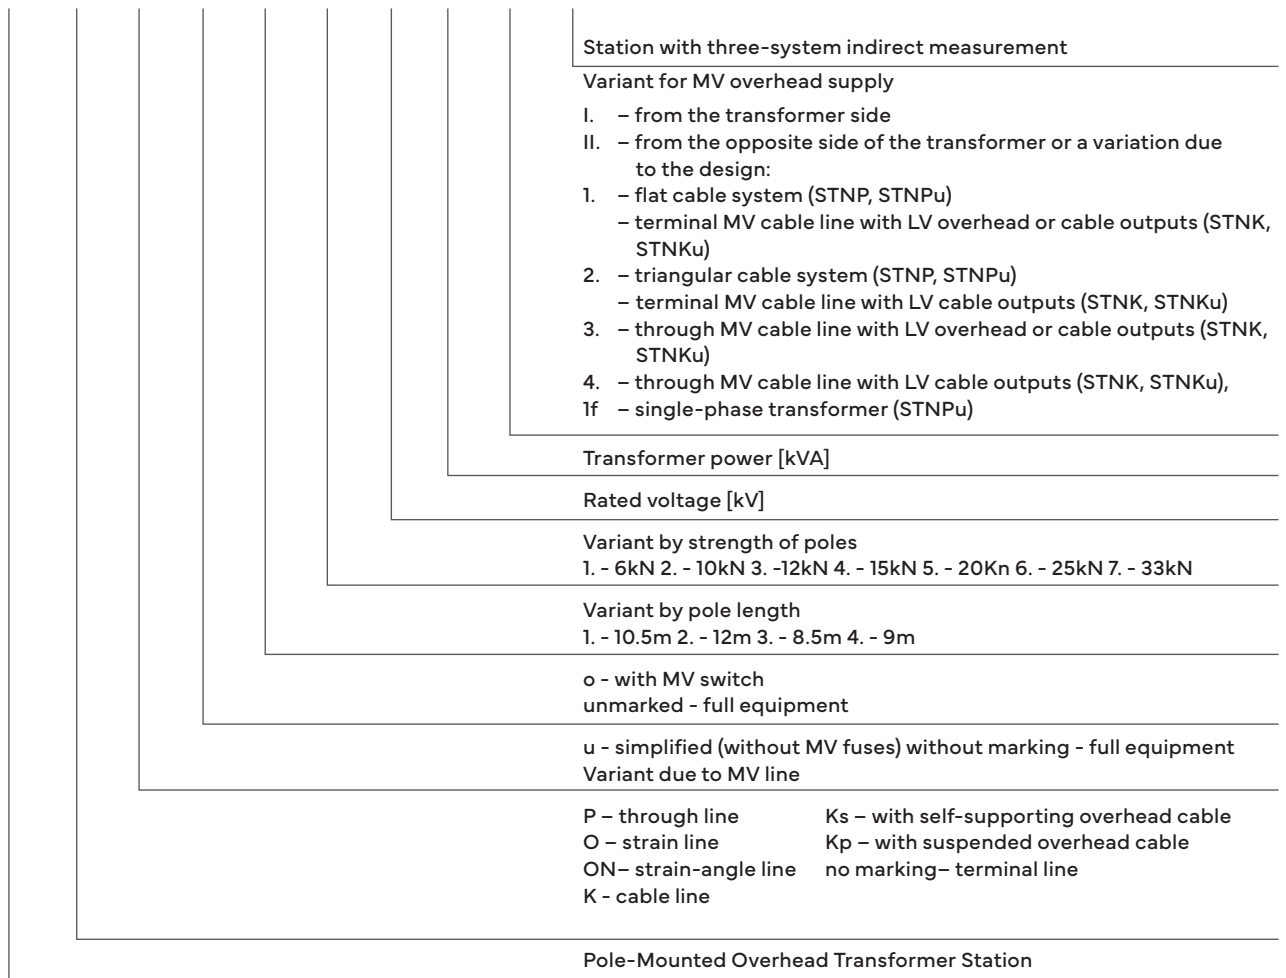 Station with three-system indirect measurement
Variant for MV overhead supply
I. – from the transformer side
II. – from the opposite side of the transformer or a variation due
to the design:
1. – flat cable system (STNP, STNPu)
– terminal MV cable line with LV overhead or cable outputs (STNK,
STNKu)
2. – triangular cable system (STNP, STNPu)
– terminal MV cable line with LV cable outputs (STNK, STNKu)
3. – through MV cable line with LV overhead or cable outputs (STNK,
STNKu)
4. – through MV cable line with LV cable outputs (STNK, STNKu),
1f – single-phase transformer (STNPu)
Transformer power [kVA]
Rated voltage [kV]
Variant by strength of poles
1. - 6kN 2. - 10kN 3. -12kN 4. - 15kN 5. - 20Kn 6. - 25kN 7. - 33kN
Variant by pole length
1. - 10.5m 2. - 12m 3. - 8.5m 4. - 9m
o - with MV switch
unmarked - full equipment
u - simplified (without MV fuses) without marking - full equipment
Variant due to MV line
P – through line Ks – with self-supporting overhead cable
O – strain line Kp – with suspended overhead cable
ON– strain-angle line no marking– terminal line
K - cable line
Pole-Mounted Overhead Transformer Station